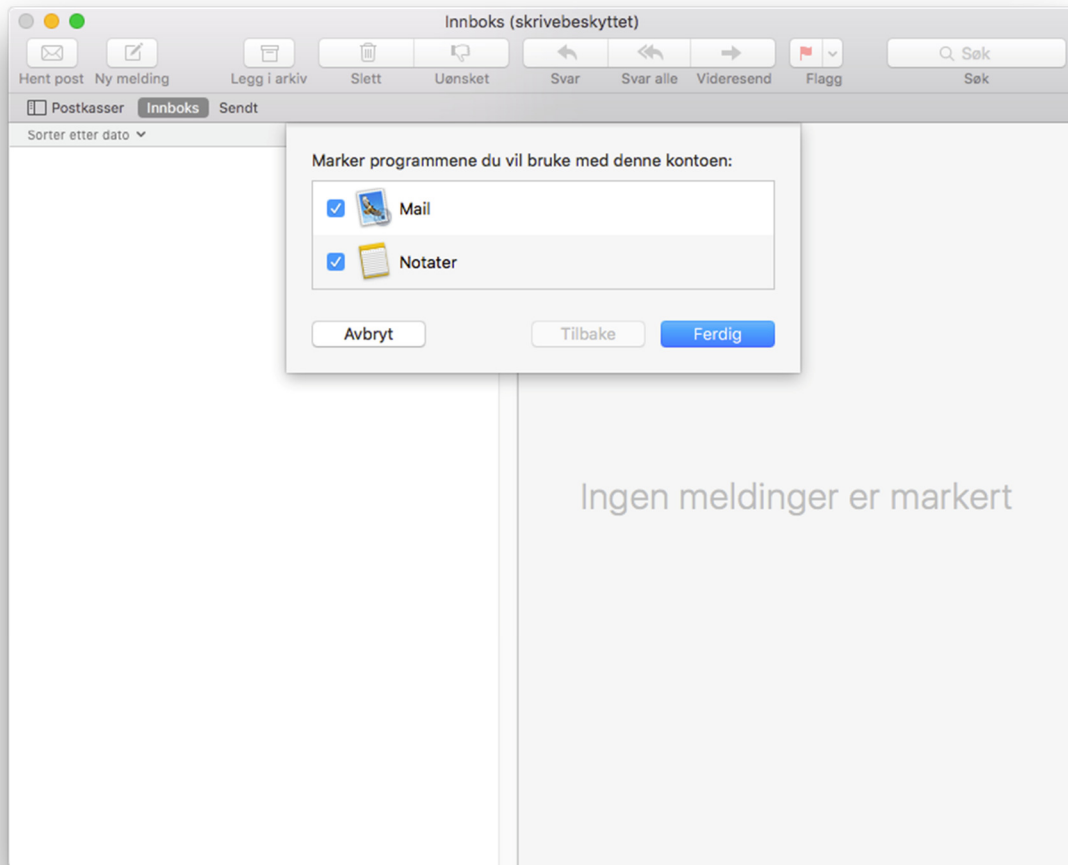 Innboks (skrivebeskyttet)
Søk
Hent post Ny melding Legg i arkiv Slett Uønsket Svar Svar alle Videresend Flagg Søk
Postkasser Innboks Sendt
Sorter etter dato
Marker programmene du vil bruke med denne kontoen:
Mail
Notater
Avbryt Tilbake Ferdig
Ingen meldinger er markert